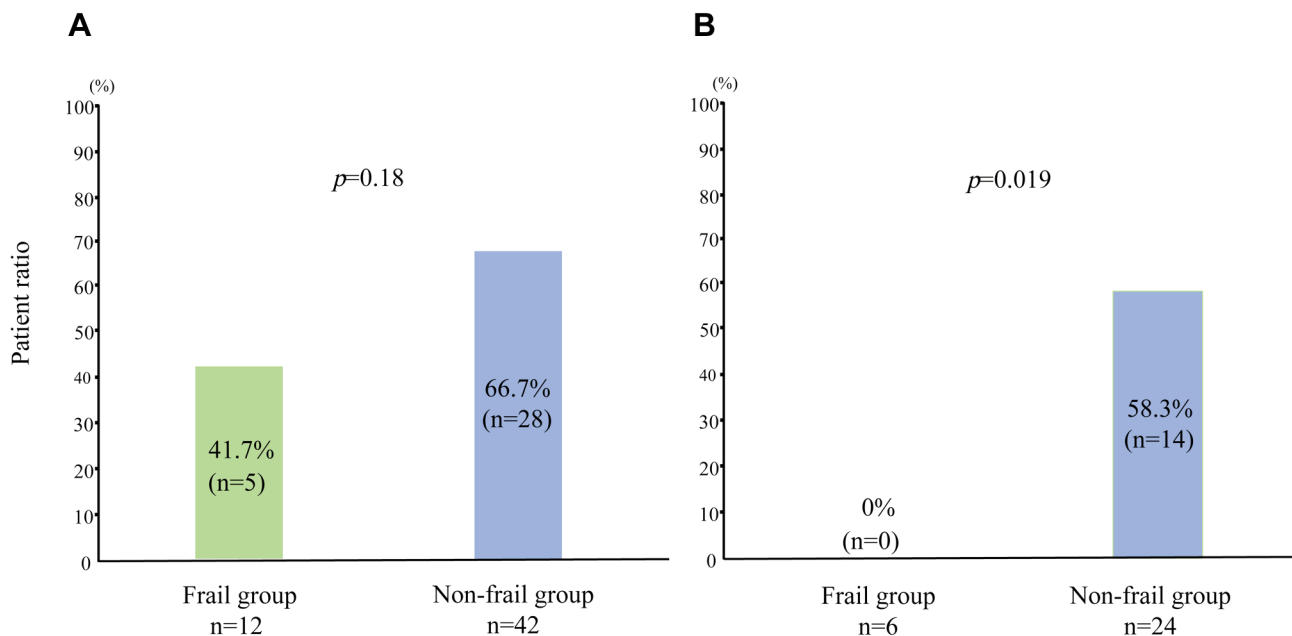 A
(%)
100
90
80
70
60
50
40
30
20
10
0
Patient ratio
p=0.18
41.7%
(n=5)
66.7%
(n=28)
Frail group
n=12
Non-frail group
n=42
B
(%)
100
90
80
70
60
50
40
30
20
10
0
p=0.019
0%
(n=0)
58.3%
(n=14)
Frail group
n=6
Non-frail group
n=24